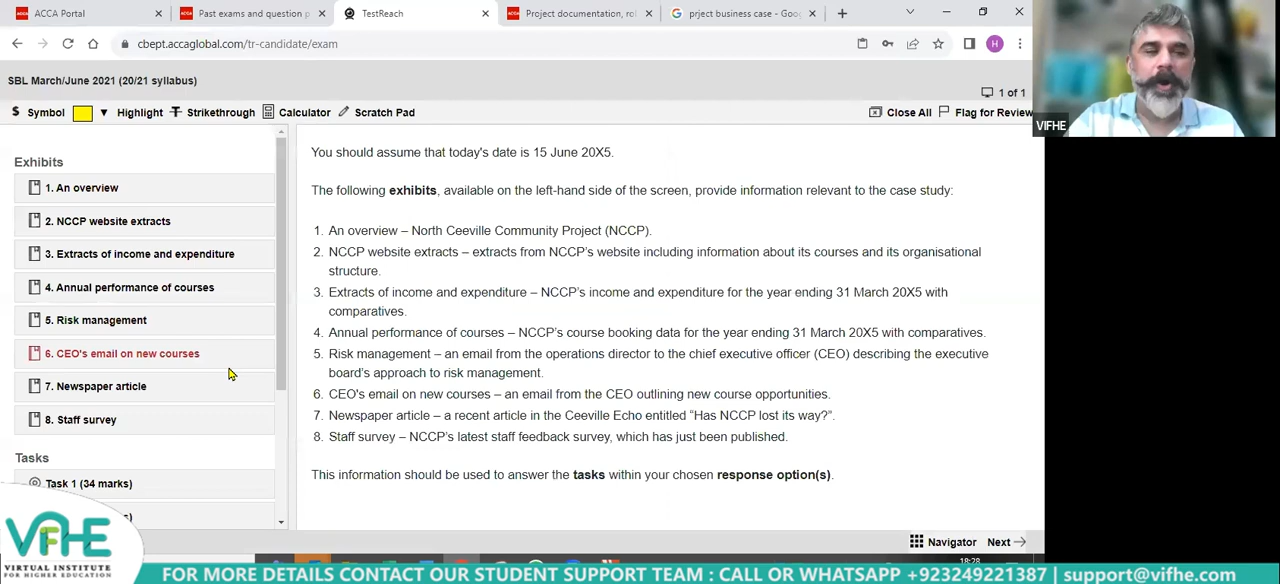 ACCA Portal
Past exams and question p
TestReach
Project documentation, ro
prject business case - Goo
cbept.accaglobal.com/tr-candidate/exam
H
SBL March/June 2021 (20/21 syllabus)
1 of 1
$ Symbol
Highlight
Strikethrough
Calculator
Scratch Pad
Close All
Flag for Review
VIFHE
Exhibits
1. An overview
2. NCCP website extracts
3. Extracts of income and expenditure
4. Annual performance of courses
5. Risk management
6. CEO's email on new courses
7. Newspaper article
8. Staff survey
Tasks
Task 1 (34 marks)
You should assume that today's date is 15 June 20X5.
The following exhibits, available on the left-hand side of the screen, provide information relevant to the case study:
1. An overview – North Ceeville Community Project (NCCP).
2. NCCP website extracts – extracts from NCCP's website including information about its courses and its organisational
structure.
3. Extracts of income and expenditure – NCCP's income and expenditure for the year ending 31 March 20X5 with
comparatives.
4. Annual performance of courses – NCCP's course booking data for the year ending 31 March 20X5 with comparatives.
5. Risk management – an email from the operations director to the chief executive officer (CEO) describing the executive
board's approach to risk management.
6. CEO's email on new courses – an email from the CEO outlining new course opportunities.
7. Newspaper article – a recent article in the Ceeville Echo entitled "Has NCCP lost its way?".
8. Staff survey – NCCP's latest staff feedback survey, which has just been published.
This information should be used to answer the tasks within your chosen response option(s).
Navigator
Next
18:28
VIFHE
VIRTUAL INSTITUTE
FOR HIGHER EDUCATION
FOR MORE DETAILS CONTACT OUR STUDENT SUPPORT TEAM : CALL OR WHATSAPP +923249221387 | support@vifhe.com